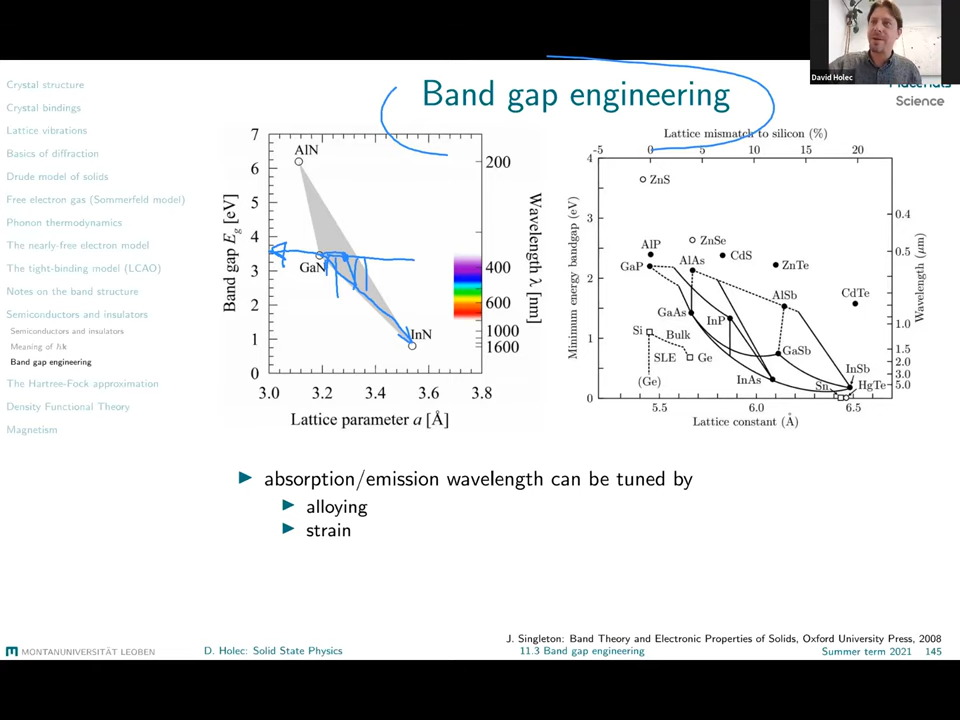 David Holec
Materials
Science
Crystal structure
Crystal bindings
Lattice vibrations
Basics of diffraction
Drude model of solids
Free electron gas (Sommerfeld model)
Phonon thermodynamics
The nearly-free electron model
The tight-binding model (LCAO)
Notes on the band structure
Semiconductors and insulators
Semiconductors and insulators
Meaning of ħk
Band gap engineering
The Hartree-Fock approximation
Density Functional Theory
Magnetism
Band gap engineering
7
6
5
4
3
2
1
0
Band gap Eg [eV]
AlN
GaN
InN
200
400
600
1000
1600
Wavelength λ [nm]
3.0 3.2 3.4 3.6 3.8
Lattice parameter a [Å]
Lattice mismatch to silicon (%)
-5 0 5 10 15 20
4
3
2
1
0
Minimum energy bandgap (eV)
ZnS
ZnSe
AlP
CdS
GaP
AlAs
ZnTe
AlSb
CdTe
GaAs
InP
Si
Bulk
GaSb
SLE
Ge
InSb
(Ge)
InAs
Sn
HgTe
0.4
0.5
1.0
1.5
2.0
3.0
5.0
Wavelength (μm)
5.5 6.0 6.5
Lattice constant (Å)
▶ absorption/emission wavelength can be tuned by
▶ alloying
▶ strain
J. Singleton: Band Theory and Electronic Properties of Solids, Oxford University Press, 2008
MONTANUNIVERSITÄT LEOBEN D. Holec: Solid State Physics 11.3 Band gap engineering Summer term 2021 145